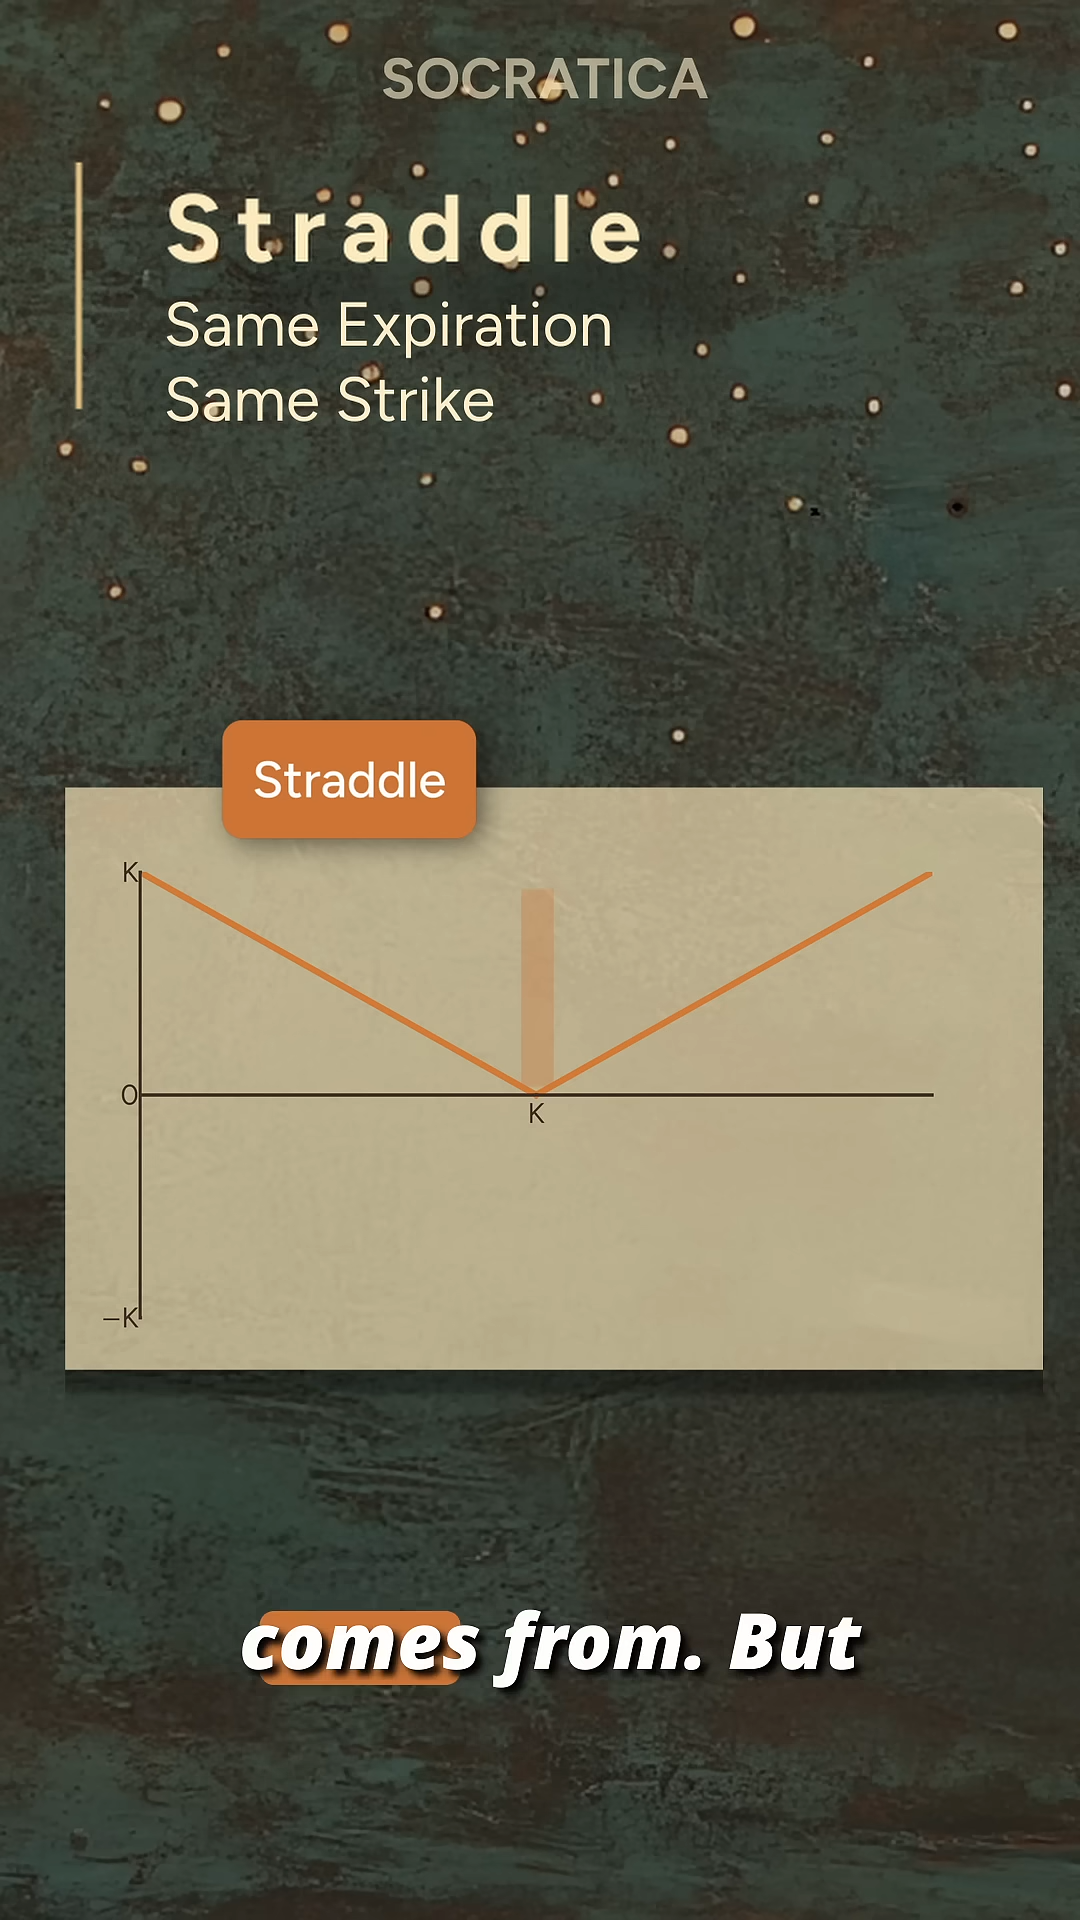 SOCRATICA
Straddle
Same Expiration
Same Strike
Straddle
K
0
K
−K
comes from. But